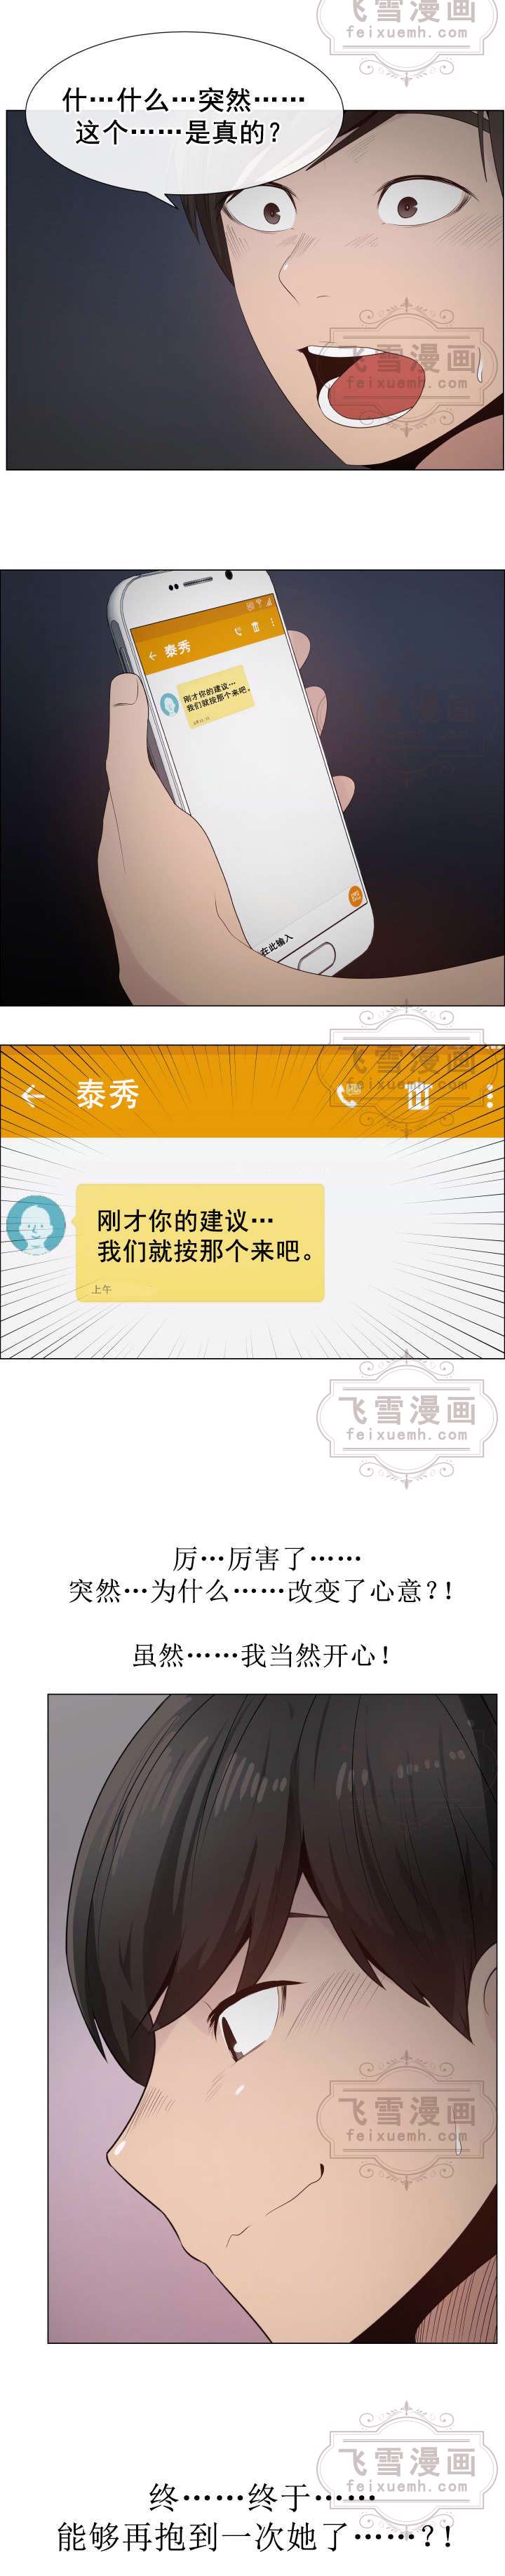 飞雪漫画
feixuemh.com
什…什么…突然……
这个……是真的？
飞雪漫画
feixuemh.com
泰秀
刚才你的建议…
我们就按那个来吧。
在此输入
飞雪漫画
feixuemh.com
泰秀
刚才你的建议…
我们就按那个来吧。
上午
飞雪漫画
feixuemh.com
厉…厉害了……
突然…为什么……改变了心意？！
虽然……我当然开心！
飞雪漫画
feixuemh.com
飞雪漫画
feixuemh.com
终……终于……
能够再抱到一次她了……？！